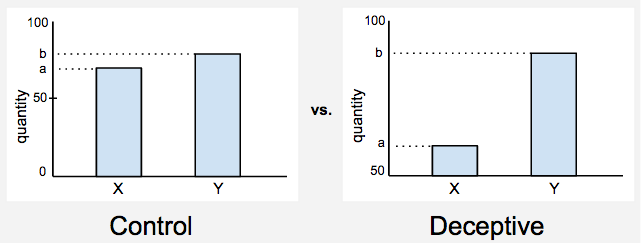 100
b
a
50
0
quantity
X
Y
Control
vs.
100
b
a
50
quantity
X
Y
Deceptive